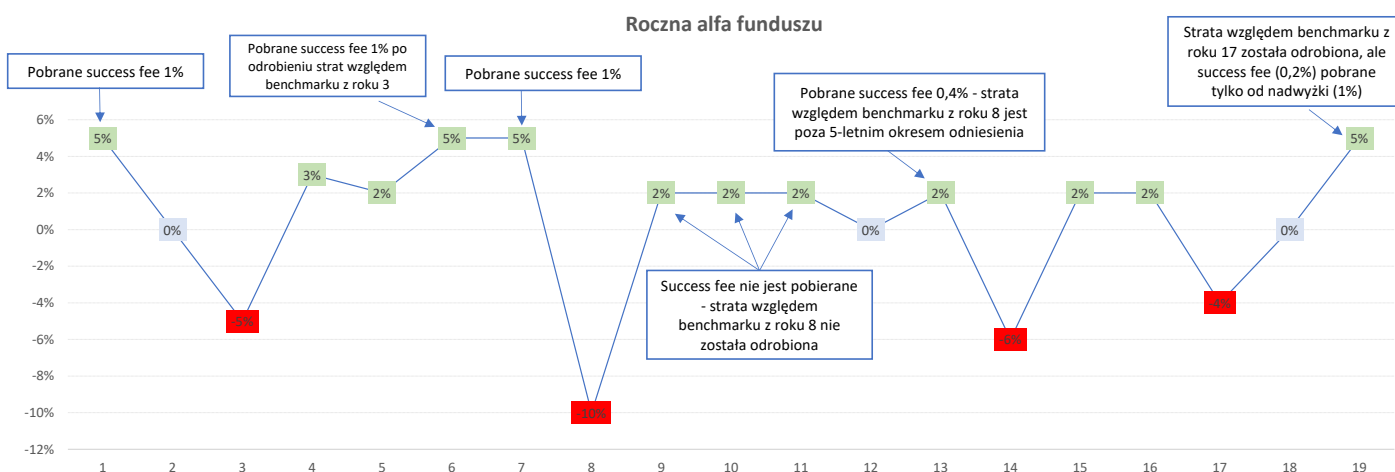 Roczna alfa funduszu
Pobrane success fee 1%
Pobrane success fee 1% po
odrobieniu strat względem
benchmarku z roku 3
Pobrane success fee 1%
Pobrane success fee 0,4% - strata
względem benchmarku z roku 8 jest
poza 5-letnim okresem odniesienia
Strata względem benchmarku z
roku 17 została odrobiona, ale
success fee (0,2%) pobrane
tylko od nadwyżki (1%)
Success fee nie jest pobierane
- strata względem
benchmarku z roku 8 nie
została odrobiona
6%
4%
2%
0%
-2%
-4%
-6%
-8%
-10%
-12%
5%
0%
-5%
3%
2%
5%
5%
-10%
2%
2%
2%
0%
2%
-6%
2%
2%
-4%
0%
5%
1 2 3 4 5 6 7 8 9 10 11 12 13 14 15 16 17 18 19